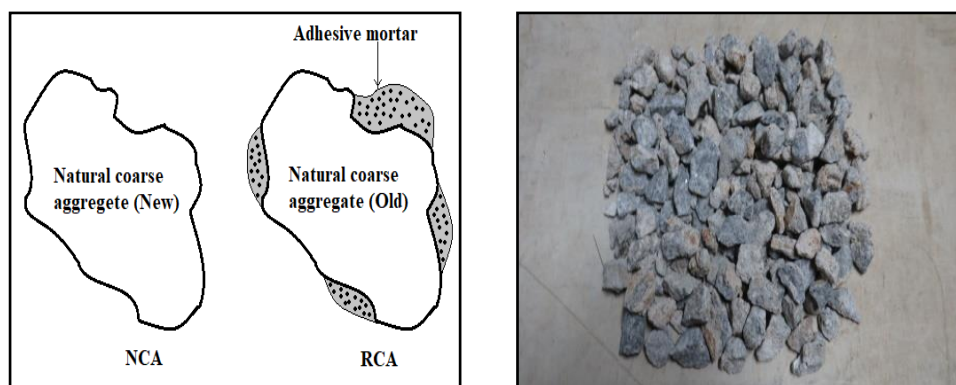 Adhesive mortar
Natural coarse
aggregete (New)
Natural coarse
aggregate (Old)
NCA
RCA